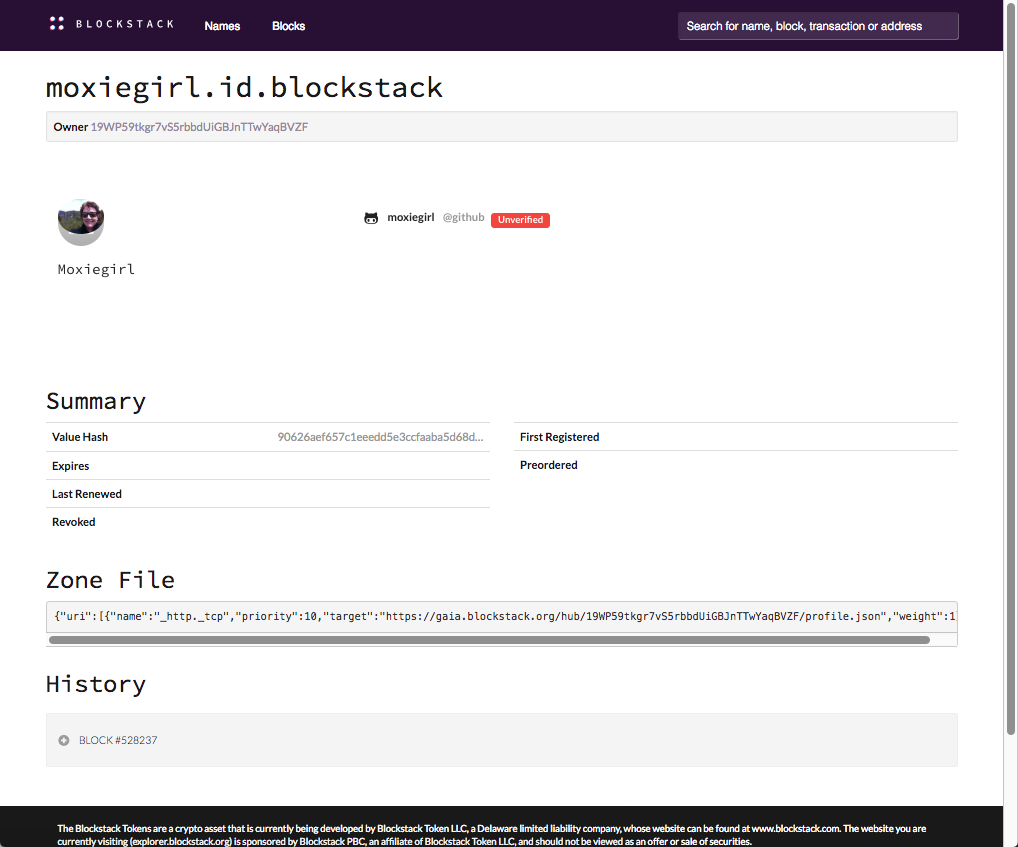 BLOCKSTACK Names Blocks Search for name, block, transaction or address
moxiegirl.id.blockstack
Owner 19WP59tkgr7vS5rbbdUiGBJnTTwYaqBVZF
moxiegirl @github Unverified
Moxiegirl
Summary
Value Hash 90626aef657c1eeedd5e3ccfaaba5d68d...
First Registered
Expires
Preordered
Last Renewed
Revoked
Zone File
{"uri":[{"name":"_http._tcp","priority":10,"target":"https://gaia.blockstack.org/hub/19WP59tkgr7vS5rbbdUiGBJnTTwYaqBVZF/profile.json","weight":1
History
BLOCK #528237
The Blockstack Tokens are a crypto asset that is currently being developed by Blockstack Token LLC, a Delaware limited liability company, whose website can be found at www.blockstack.com. The website you are
currently visiting (explorer.blockstack.org) is sponsored by Blockstack PBC, an affiliate of Blockstack Token LLC, and should not be viewed as an offer or sale of securities.